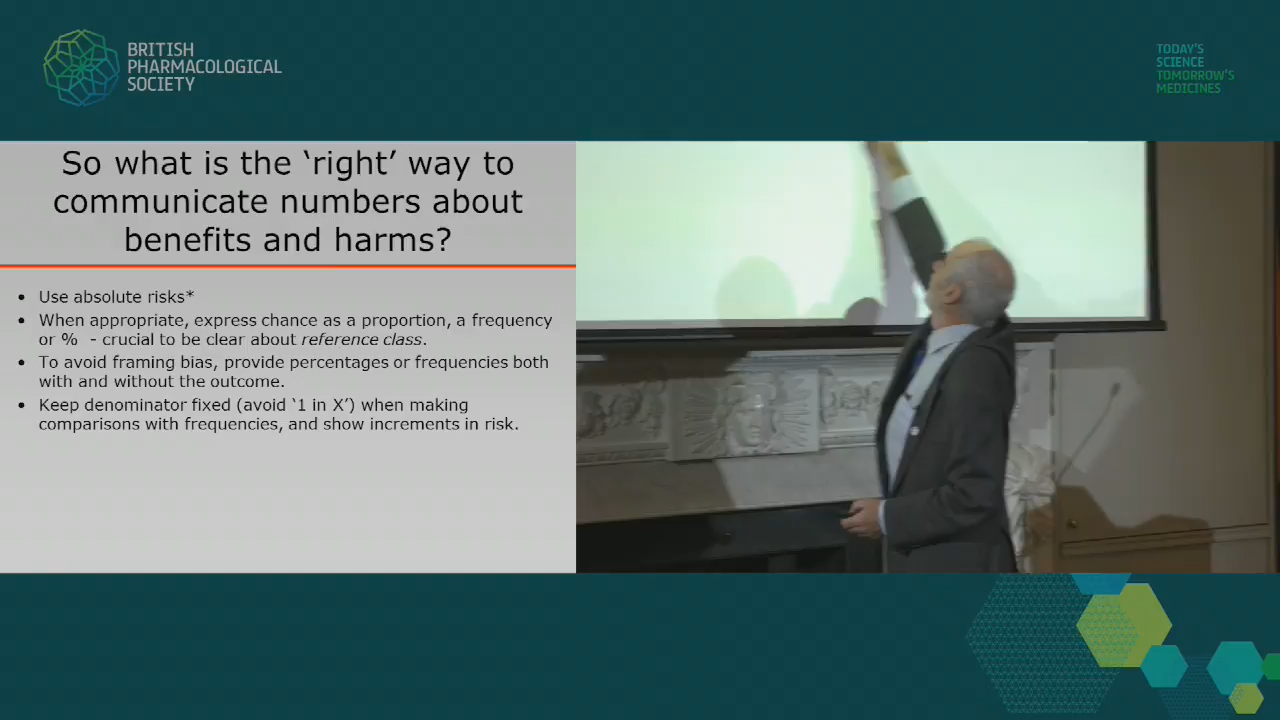 BRITISH
PHARMACOLOGICAL
SOCIETY
TODAY'S
SCIENCE
TOMORROW'S
MEDICINES
So what is the ‘right’ way to
communicate numbers about
benefits and harms?
• Use absolute risks*
• When appropriate, express chance as a proportion, a frequency
or % - crucial to be clear about reference class.
• To avoid framing bias, provide percentages or frequencies both
with and without the outcome.
• Keep denominator fixed (avoid ‘1 in X’) when making
comparisons with frequencies, and show increments in risk.